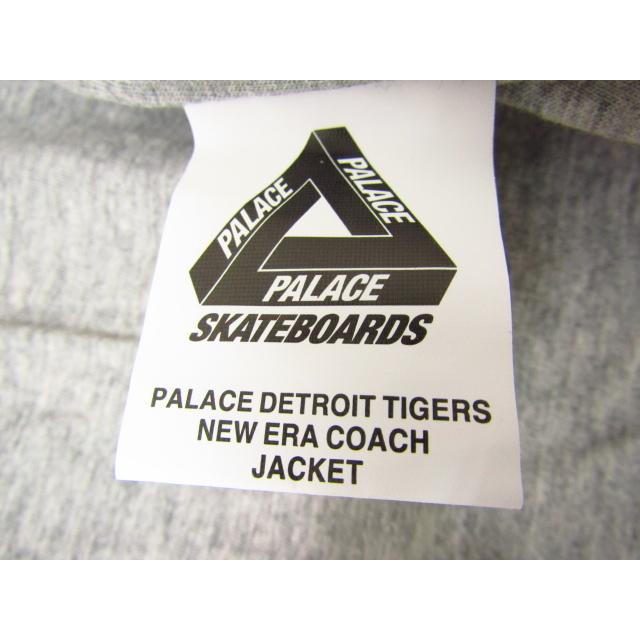 PALACE
PALACE
PALACE
SKATEBOARDS
PALACE DETROIT TIGERS
NEW ERA COACH
JACKET